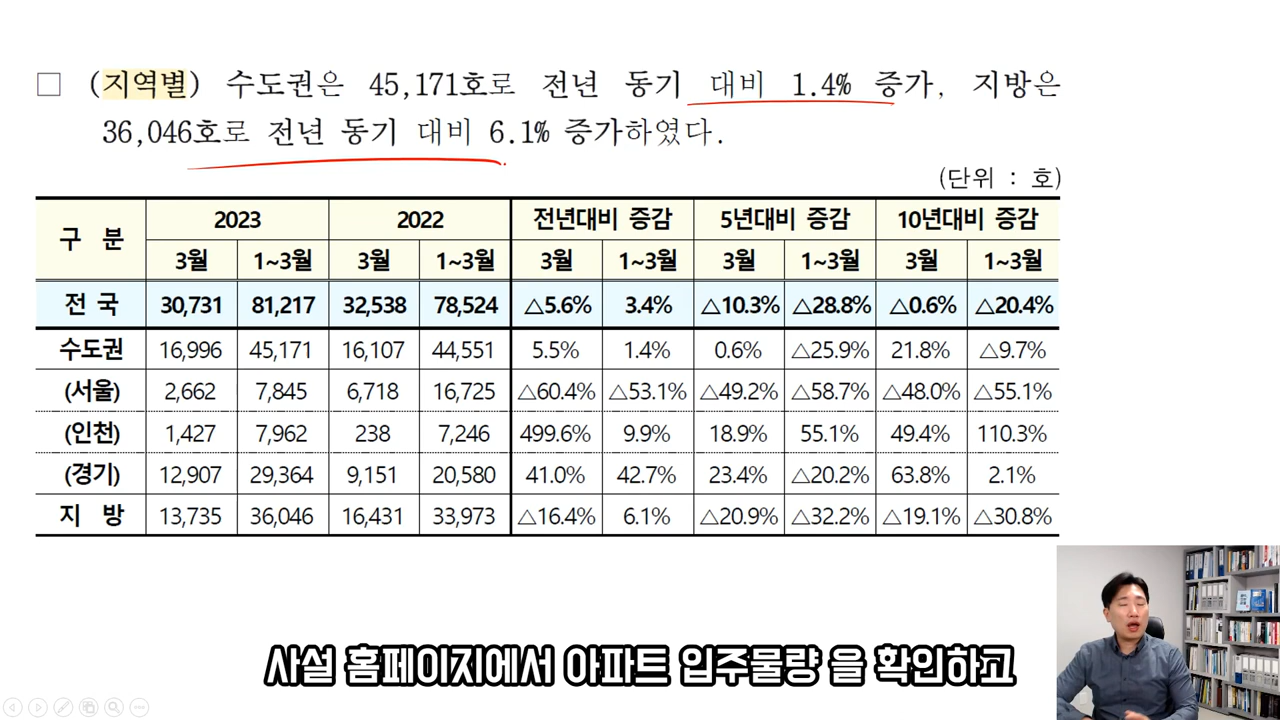 □ (지역별) 수도권은 45,171호로 전년 동기 대비 1.4% 증가, 지방은
36,046호로 전년 동기 대비 6.1% 증가하였다.
(단위 : 호)
구 분 2023 2022 전년대비 증감 5년대비 증감 10년대비 증감
3월 1~3월 3월 1~3월 3월 1~3월 3월 1~3월 3월 1~3월
전 국 30,731 81,217 32,538 78,524 △5.6% 3.4% △10.3% △28.8% △0.6% △20.4%
수도권 16,996 45,171 16,107 44,551 5.5% 1.4% 0.6% △25.9% 21.8% △9.7%
(서울) 2,662 7,845 6,718 16,725 △60.4% △53.1% △49.2% △58.7% △48.0% △55.1%
(인천) 1,427 7,962 238 7,246 499.6% 9.9% 18.9% 55.1% 49.4% 110.3%
(경기) 12,907 29,364 9,151 20,580 41.0% 42.7% 23.4% △20.2% 63.8% 2.1%
지 방 13,735 36,046 16,431 33,973 △16.4% 6.1% △20.9% △32.2% △19.1% △30.8%
사설 홈페이지에서 아파트 입주물량 을 확인하고